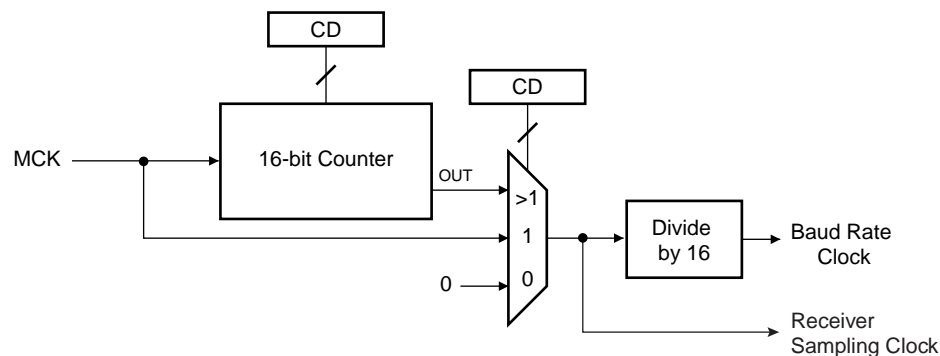 CD
CD
MCK
16-bit Counter
OUT
>1
1
0
0
Divide
by 16
Baud Rate
Clock
Receiver
Sampling Clock